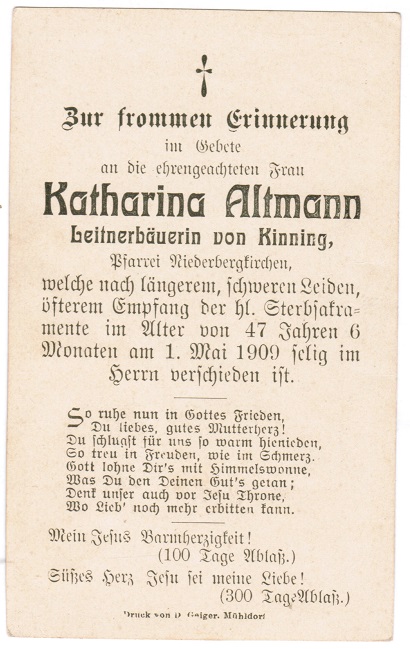 Zur frommen Erinnerung
im Gebete
an die ehrengeachteten Frau
Katharina Altmann
Leitnerbäuerin von Kinning,
Pfarrei Niederbergkirchen,
welche nach längerem, schweren Leiden,
öfterem Empfang der hl. Sterbsakra=
mente im Alter von 47 Jahren 6
Monaten am 1. Mai 1909 selig im
Herrn verschieden ist.
So ruhe nun in Gottes Frieden,
Du liebes, gutes Mutterherz!
Du schlugst für uns so warm hienieden,
So treu in Freuden, wie im Schmerz.
Gott lohne Dir's mit Himmelswonne,
Was Du den Deinen Gut's getan;
Denk' unser auch vor Jesu Throne,
Wo Lieb' noch mehr erbitten kann.
Mein Jesus Barmherzigkeit!
(100 Tage Ablaß.)
Süßes Herz Jesu sei meine Liebe!
(300 Tage Ablaß.)
Druck von D. Geiger, Mühldorf